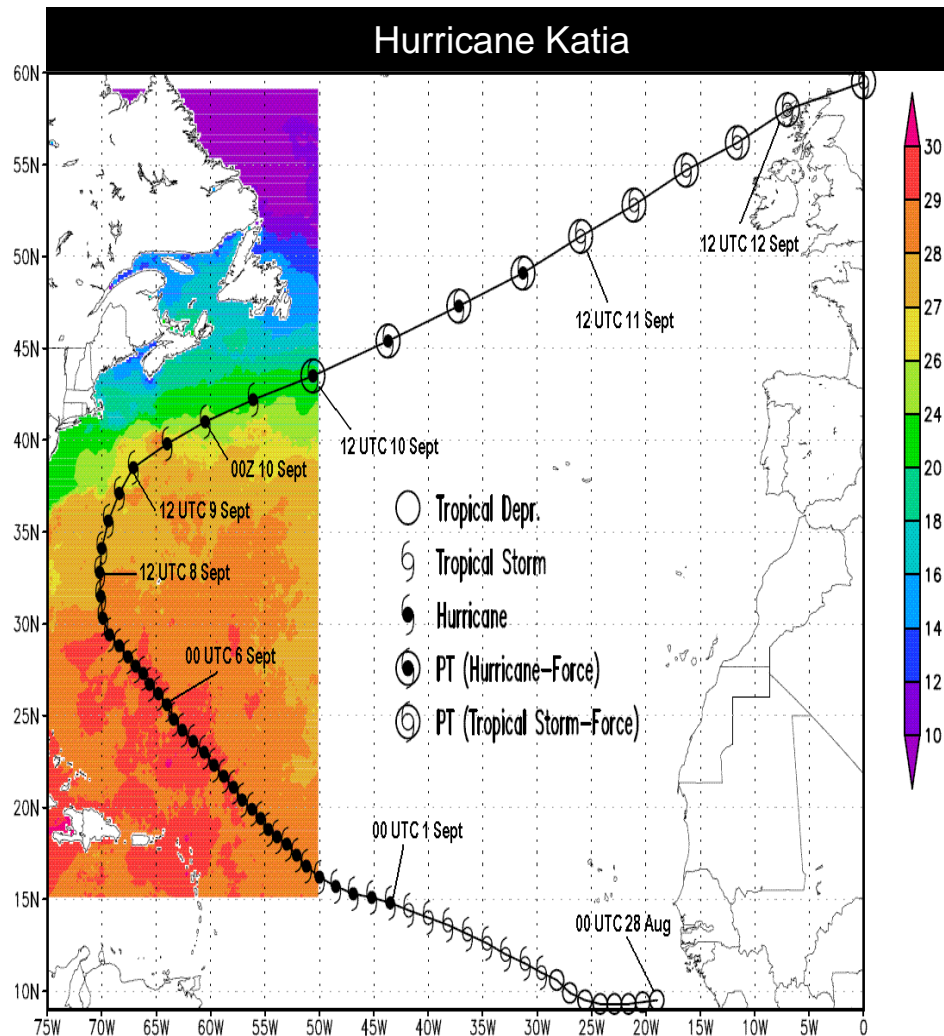 Hurricane Katia
60N
55N
50N
45N
40N
35N
30N
25N
20N
15N
10N
12 UTC 12 Sept
12 UTC 11 Sept
12 UTC 10 Sept
00Z 10 Sept
12 UTC 9 Sept
12 UTC 8 Sept
00 UTC 6 Sept
00 UTC 1 Sept
00 UTC 28 Aug
Tropical Depr.
Tropical Storm
Hurricane
PT (Hurricane-Force)
PT (Tropical Storm-Force)
30
29
28
27
26
24
20
18
16
14
12
10
75W 70W 65W 60W 55W 50W 45W 40W 35W 30W 25W 20W 15W 10W 5W 0